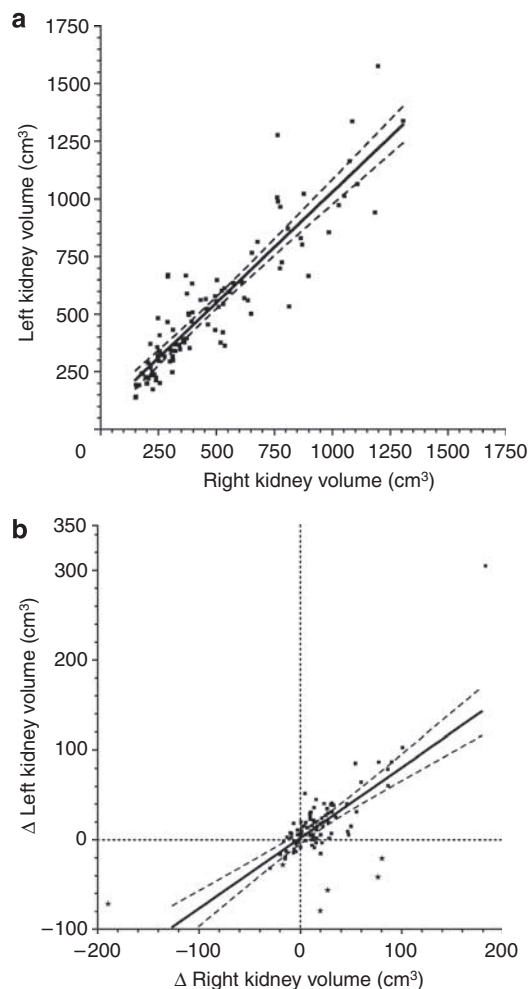 a
1750
1500
1250
1000
750
500
250
0
250 500 750 1000 1250 1500 1750
Left kidney volume (cm³)
Right kidney volume (cm³)
b
350
300
200
100
0
−100
−200 −100 0 100 200
Δ Left kidney volume (cm³)
Δ Right kidney volume (cm³)